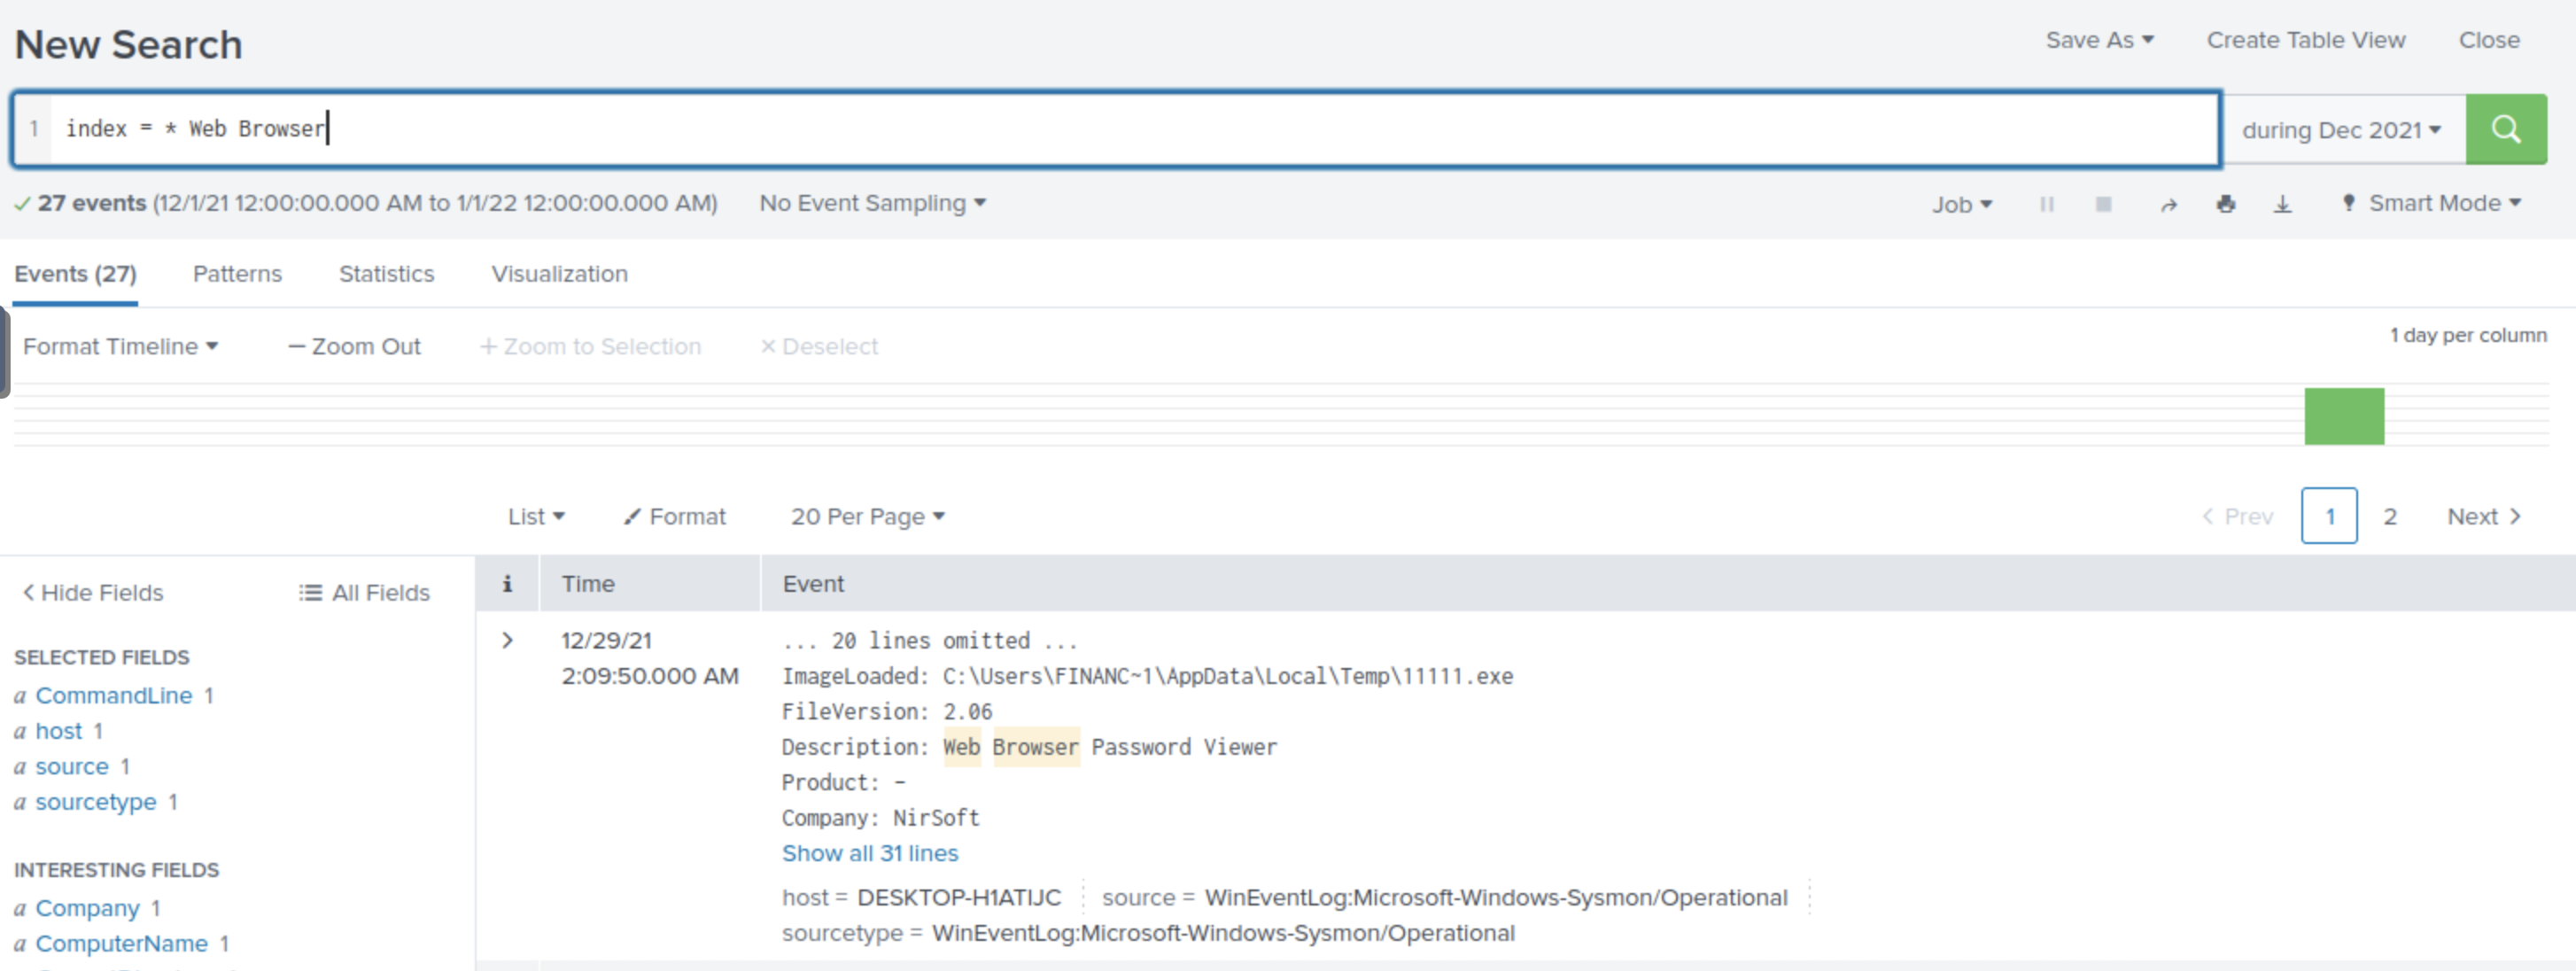 New Search
Save As Create Table View Close
1 index = * Web Browser
during Dec 2021
27 events (12/1/21 12:00:00.000 AM to 1/1/22 12:00:00.000 AM) No Event Sampling
Job Smart Mode
Events (27) Patterns Statistics Visualization
Format Timeline — Zoom Out + Zoom to Selection × Deselect
1 day per column
List Format 20 Per Page
< Prev 1 2 Next >
< Hide Fields All Fields
SELECTED FIELDS
a CommandLine 1
a host 1
a source 1
a sourcetype 1
INTERESTING FIELDS
a Company 1
a ComputerName 1
i Time Event
> 12/29/21
2:09:50.000 AM
... 20 lines omitted ...
ImageLoaded: C:\Users\FINANC~1\AppData\Local\Temp\11111.exe
FileVersion: 2.06
Description: Web Browser Password Viewer
Product: -
Company: NirSoft
Show all 31 lines
host = DESKTOP-H1ATIJC source = WinEventLog:Microsoft-Windows-Sysmon/Operational
sourcetype = WinEventLog:Microsoft-Windows-Sysmon/Operational